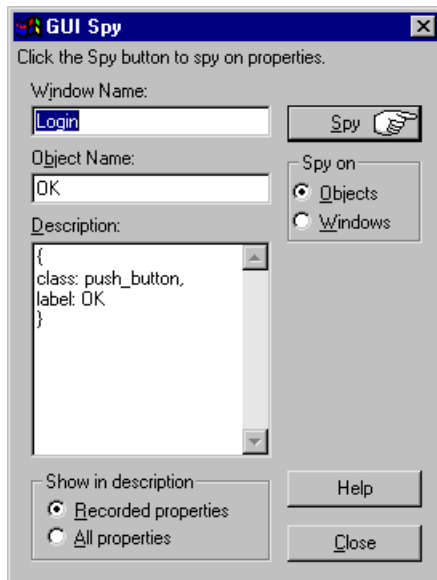 GUI Spy
Click the Spy button to spy on properties.
Window Name:
Login
Spy
Object Name:
OK
Spy on
Objects
Windows
Description:
{
class: push_button,
label: OK
}
Show in description
Recorded properties
All properties
Help
Close